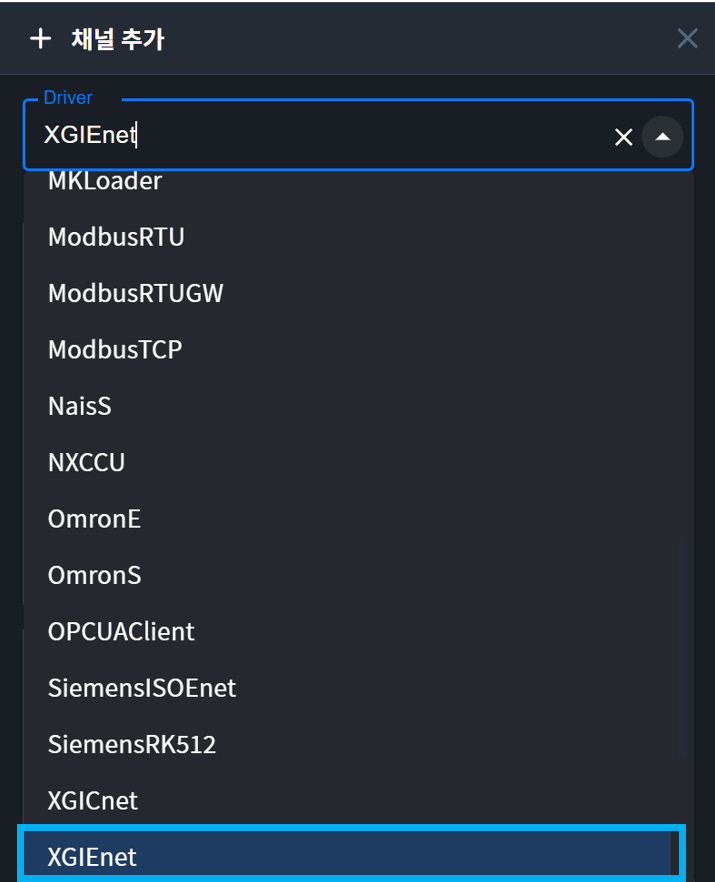 채널 추가
Driver
XGIEnet
MKLoader
ModbusRTU
ModbusRTUGW
ModbusTCP
NaisS
NXCCU
OmronE
OmronS
OPCUAClient
SiemensISOEnet
SiemensRK512
XGICnet
XGIEnet